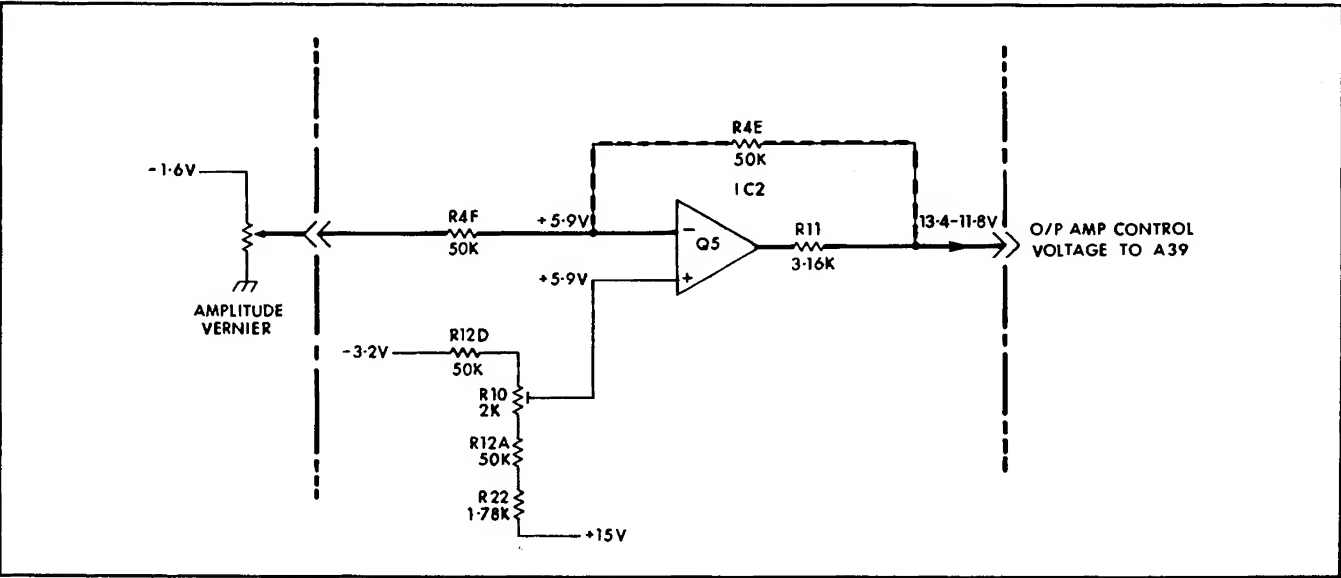 R4E
50K
IC2
-1·6V
R4F
50K
+5·9V
-
Q5
R11
3·16K
13·4-11·8V
O/P AMP CONTROL
VOLTAGE TO A39
+5·9V
+
AMPLITUDE
VERNIER
-3·2V
R12D
50K
R10
2K
R12A
50K
R22
1·78K
+15V